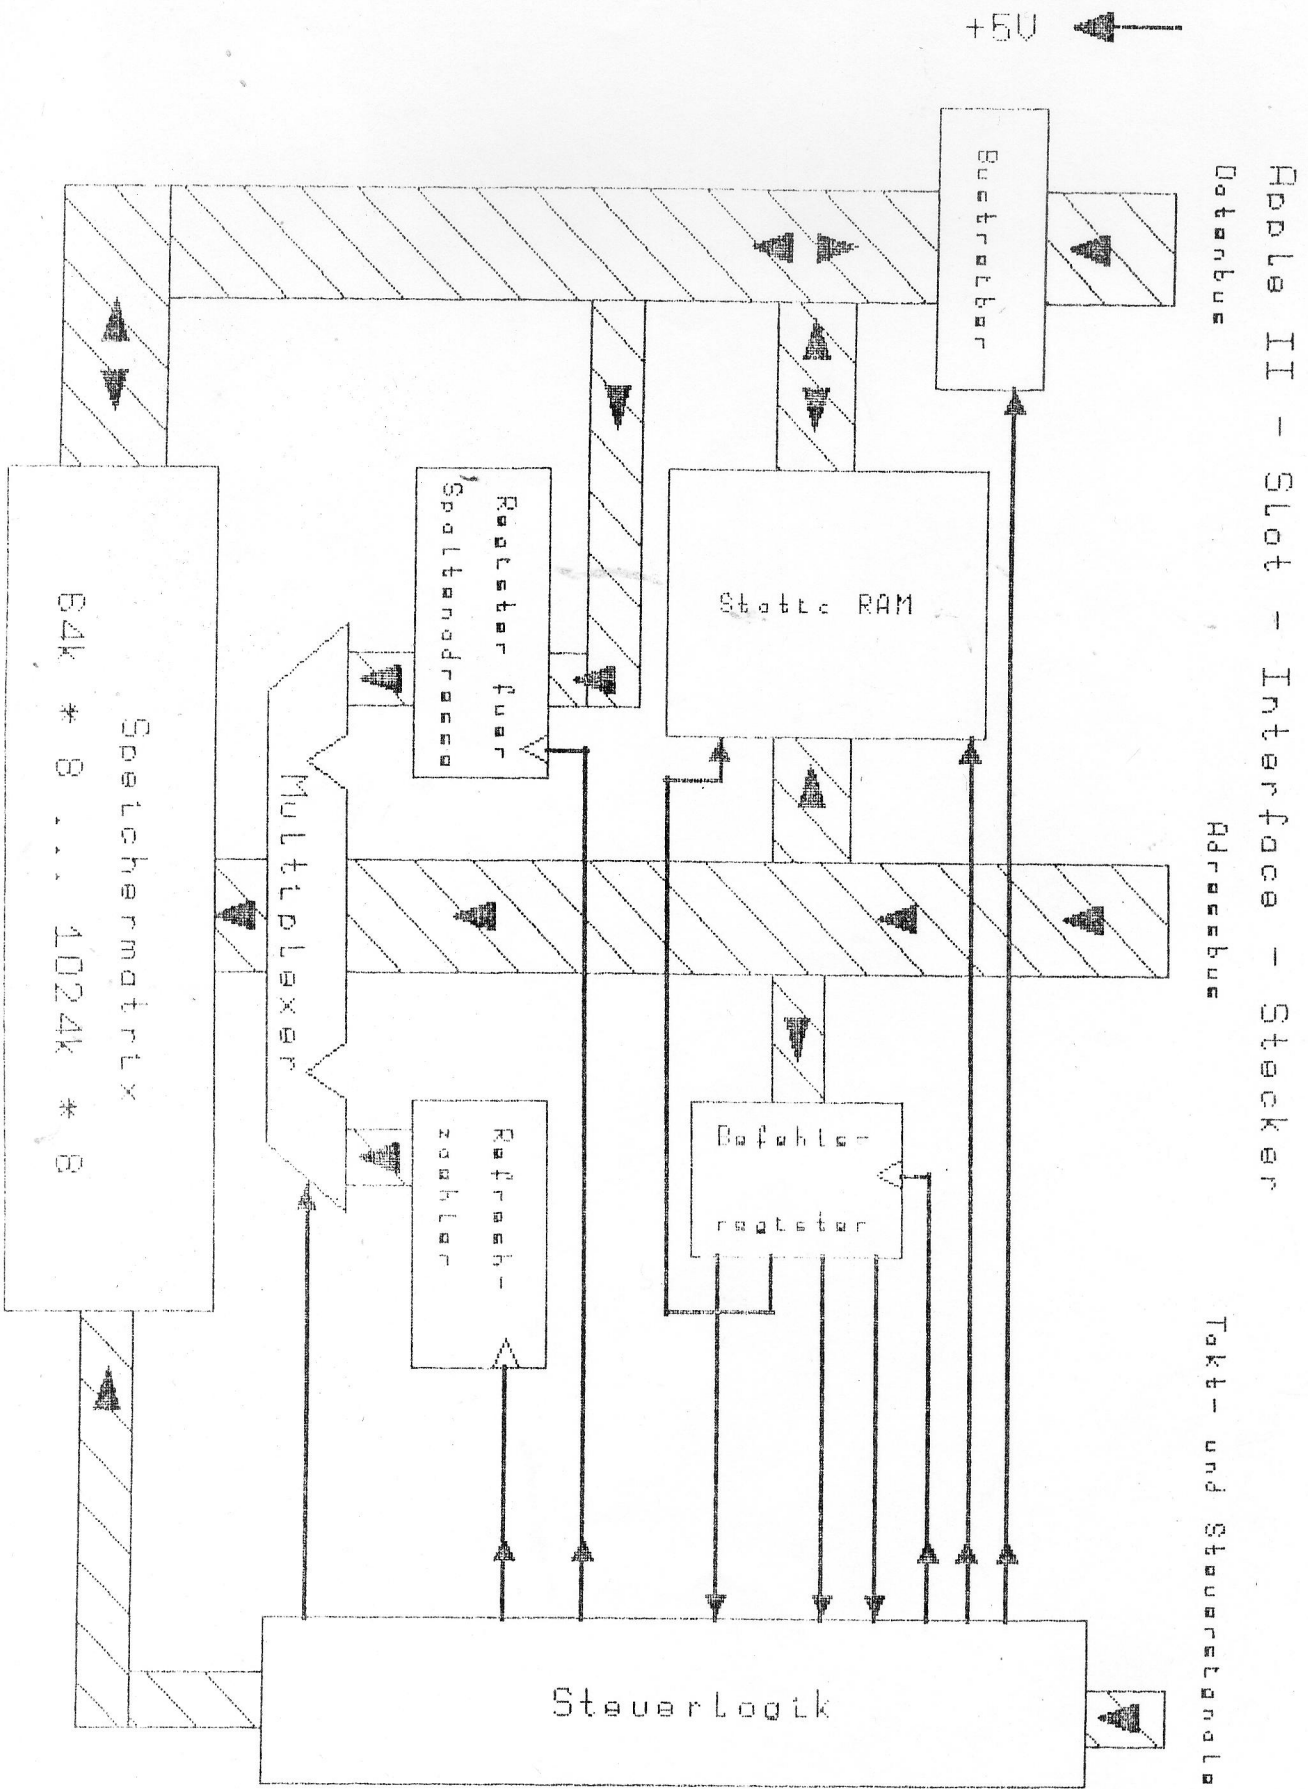 Apple II - Slot - Interface - Stecker
Datenbus
Adressbus
Takt- und Steuersignale
+5V
Bustreiber
Static RAM
Befehls-
register
Register fuer
Spaltenadresse
Refresh-
zaehler
Multiplexer
Speichermatrix
64k * 8 ... 1024k * 8
Steuerlogik